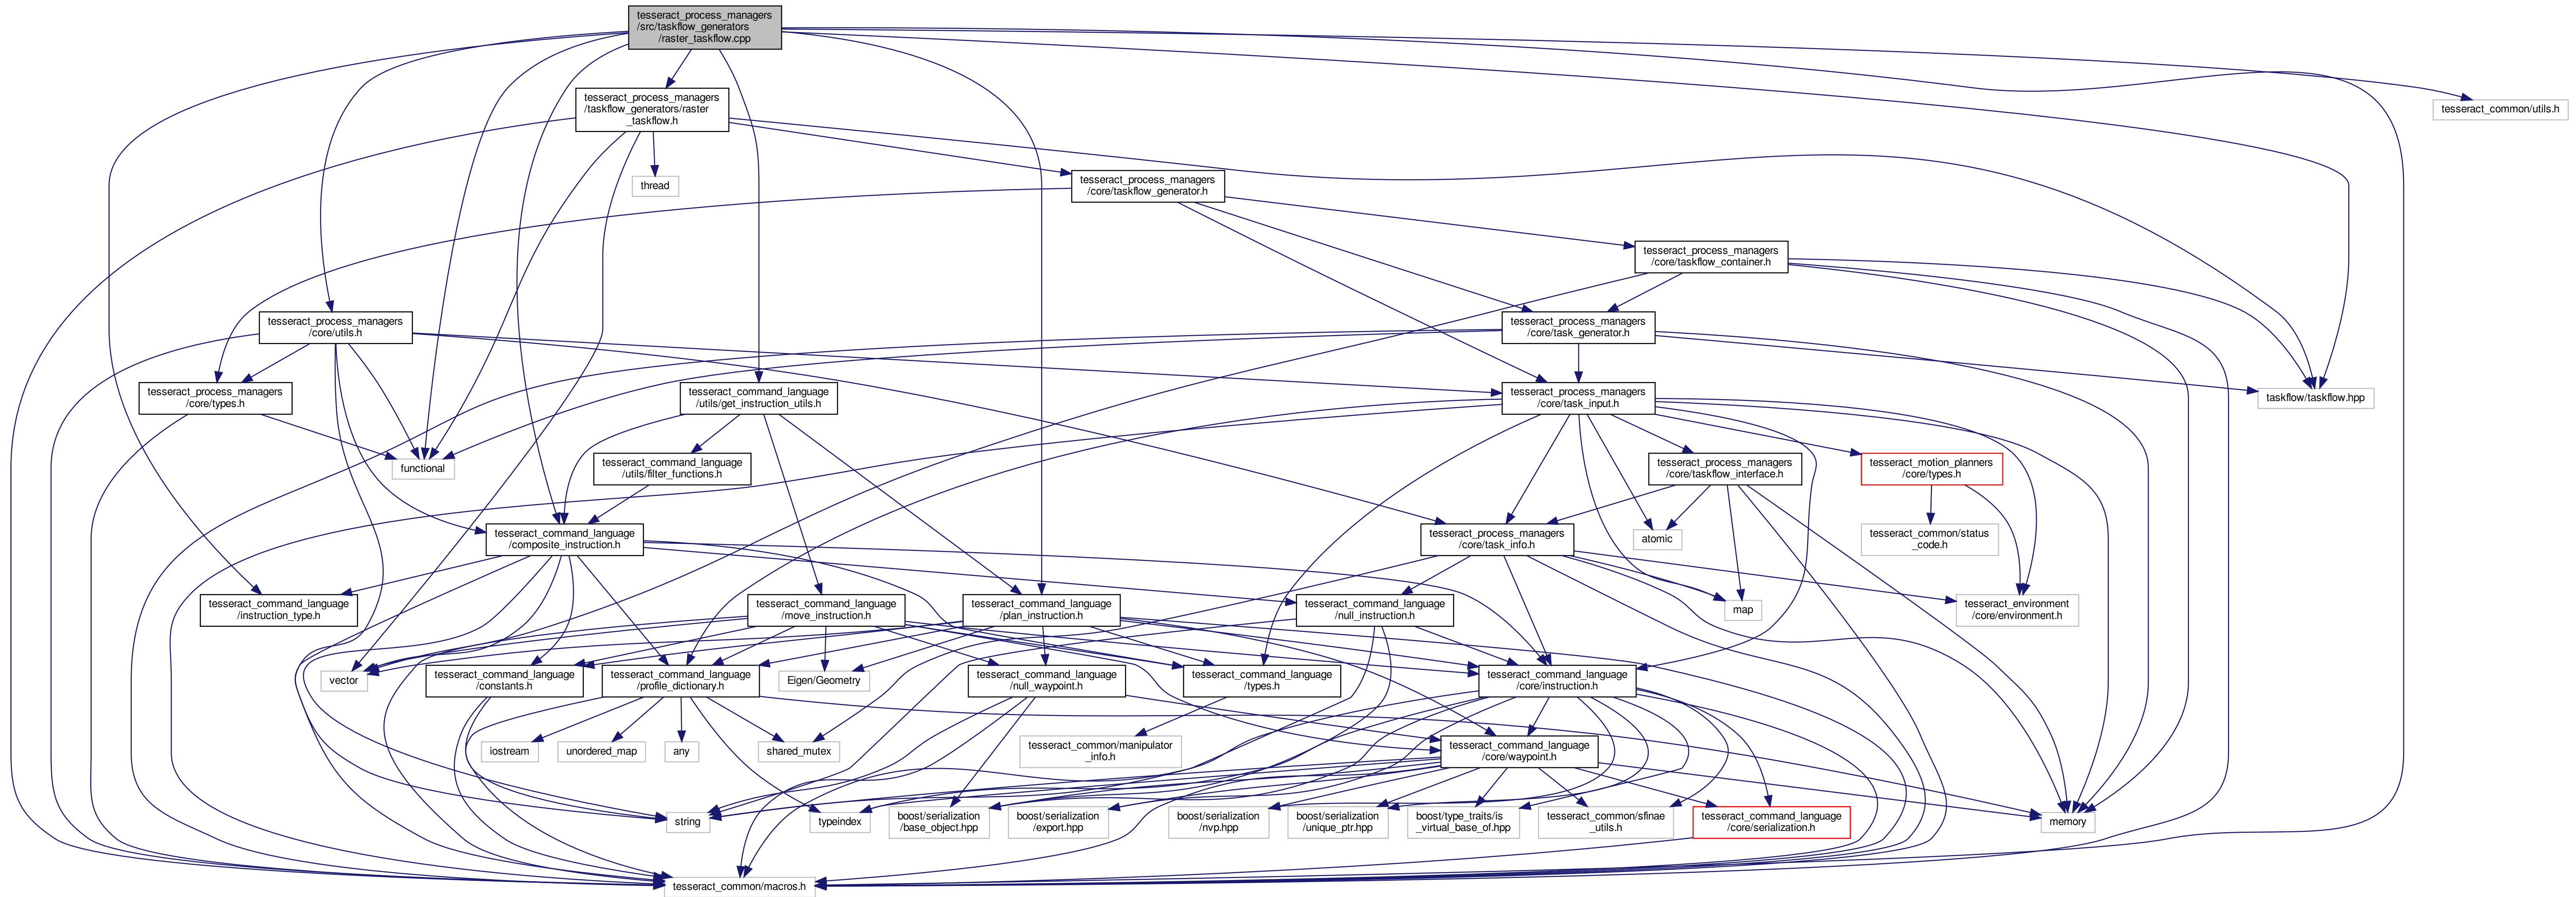 tesseract_process_managers
/src/taskflow_generators
/raster_taskflow.cpp
tesseract_process_managers
/taskflow_generators/raster
_taskflow.h
tesseract_common/utils.h
thread
tesseract_process_managers
/core/taskflow_generator.h
tesseract_process_managers
/core/taskflow_container.h
tesseract_process_managers
/core/utils.h
tesseract_process_managers
/core/task_generator.h
tesseract_process_managers
/core/types.h
tesseract_command_language
/utils/get_instruction_utils.h
tesseract_process_managers
/core/task_input.h
taskflow/taskflow.hpp
functional
tesseract_command_language
/utils/filter_functions.h
tesseract_process_managers
/core/taskflow_interface.h
tesseract_motion_planners
/core/types.h
tesseract_command_language
/composite_instruction.h
tesseract_process_managers
/core/task_info.h
atomic
tesseract_common/status
_code.h
tesseract_command_language
/instruction_type.h
tesseract_command_language
/move_instruction.h
tesseract_command_language
/plan_instruction.h
tesseract_command_language
/null_instruction.h
map
tesseract_environment
/core/environment.h
vector
tesseract_command_language
/constants.h
tesseract_command_language
/profile_dictionary.h
Eigen/Geometry
tesseract_command_language
/null_waypoint.h
tesseract_command_language
/types.h
tesseract_command_language
/core/instruction.h
iostream
unordered_map
any
shared_mutex
tesseract_common/manipulator
_info.h
tesseract_command_language
/core/waypoint.h
string
typeindex
boost/serialization
/base_object.hpp
boost/serialization
/export.hpp
boost/serialization
/nvp.hpp
boost/serialization
/unique_ptr.hpp
boost/type_traits/is
_virtual_base_of.hpp
tesseract_common/sfinae
_utils.h
tesseract_command_language
/core/serialization.h
memory
tesseract_common/macros.h